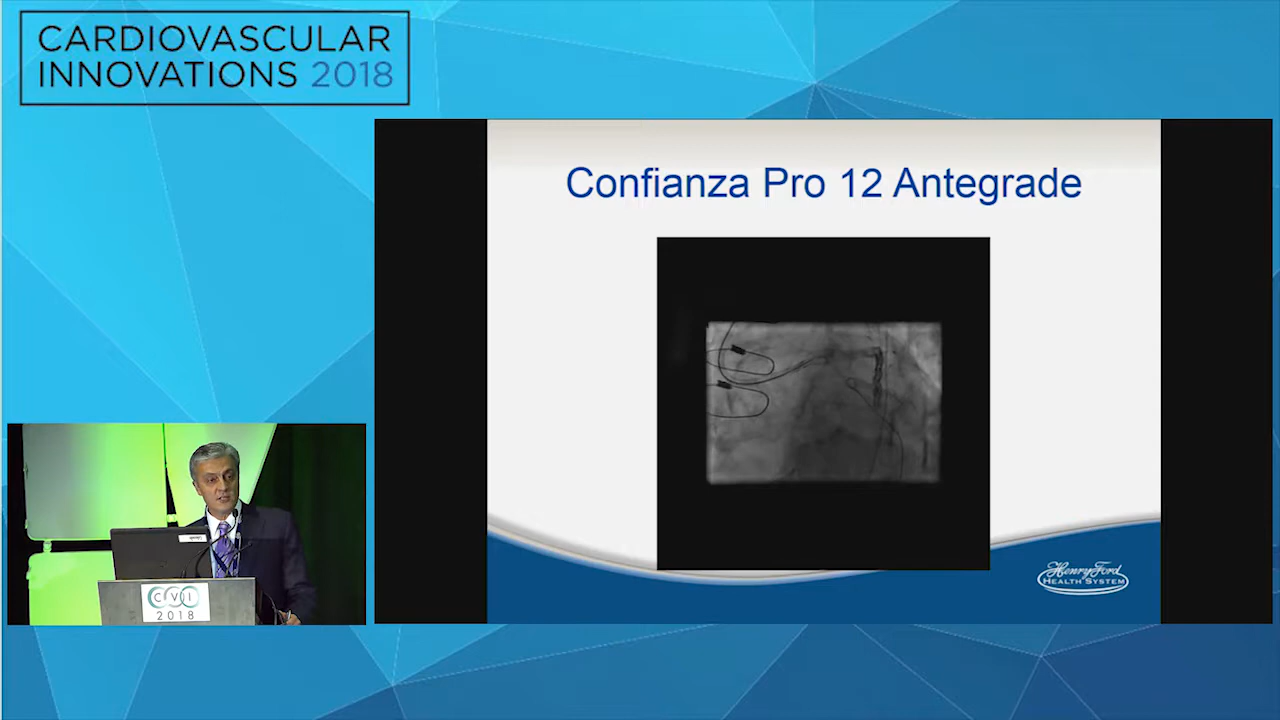 CARDIOVASCULAR
INNOVATIONS 2018
Confianza Pro 12 Antegrade
Henry Ford
HEALTH SYSTEM
CVI
2018